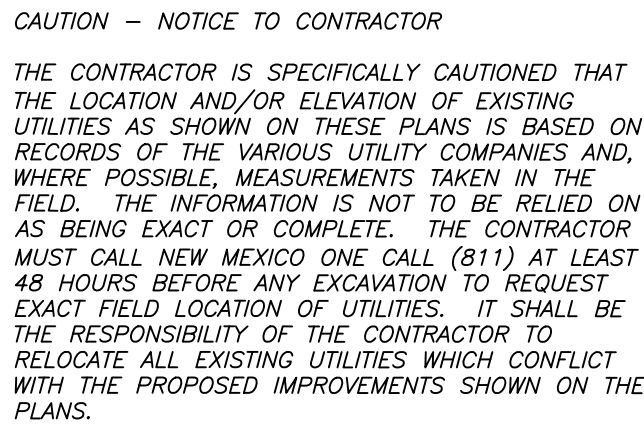 CAUTION – NOTICE TO CONTRACTOR
THE CONTRACTOR IS SPECIFICALLY CAUTIONED THAT
THE LOCATION AND/OR ELEVATION OF EXISTING
UTILITIES AS SHOWN ON THESE PLANS IS BASED ON
RECORDS OF THE VARIOUS UTILITY COMPANIES AND,
WHERE POSSIBLE, MEASUREMENTS TAKEN IN THE
FIELD. THE INFORMATION IS NOT TO BE RELIED ON
AS BEING EXACT OR COMPLETE. THE CONTRACTOR
MUST CALL NEW MEXICO ONE CALL (811) AT LEAST
48 HOURS BEFORE ANY EXCAVATION TO REQUEST
EXACT FIELD LOCATION OF UTILITIES. IT SHALL BE
THE RESPONSIBILITY OF THE CONTRACTOR TO
RELOCATE ALL EXISTING UTILITIES WHICH CONFLICT
WITH THE PROPOSED IMPROVEMENTS SHOWN ON THE
PLANS.